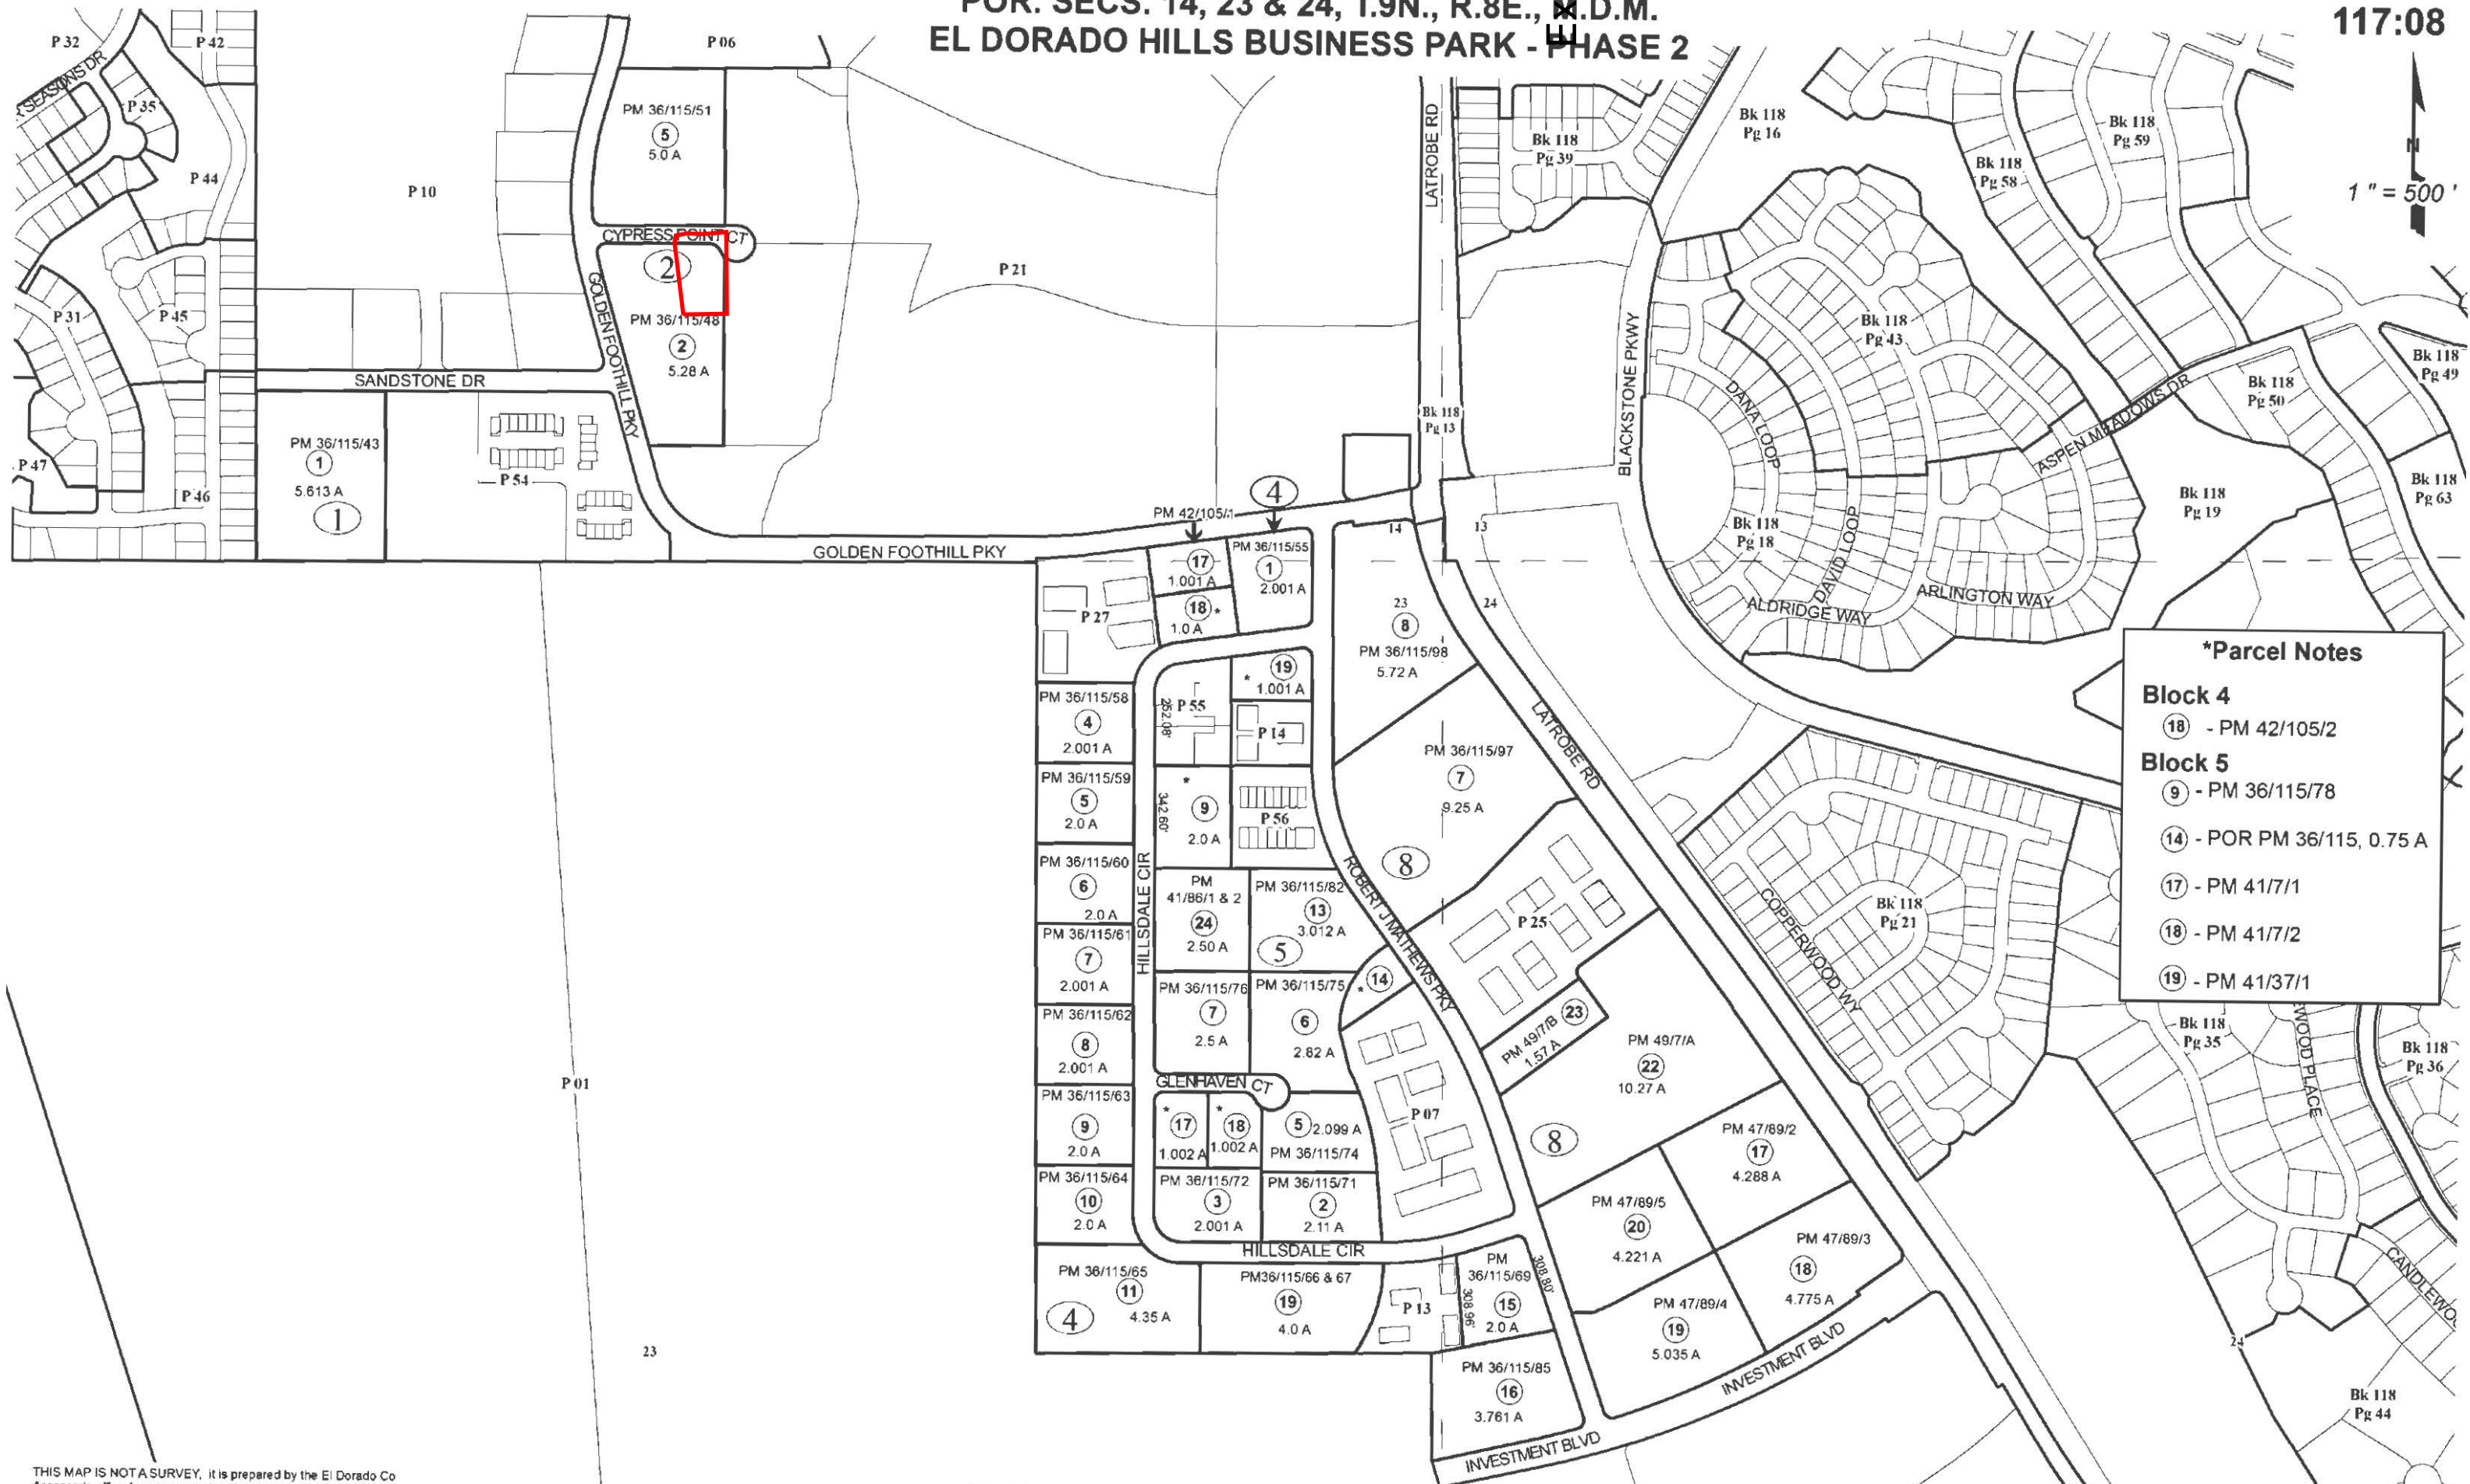 POR. SECS. 14, 23 & 24, T.9N., R.8E., M.D.M.
EL DORADO HILLS BUSINESS PARK - PHASE 2
EX
117:08
N
1 " = 500 '
P 32
P 42
P 06
SEASONS DR
P 35
P 44
P 10
PM 36/115/51
5
5.0 A
CYPRESS POINT CT
2
PM 36/115/48
2
5.28 A
GOLDEN FOOTHILL PKY
P 21
LATROBE RD
Bk 118
Pg 39
Bk 118
Pg 16
Bk 118
Pg 58
Bk 118
Pg 59
P 31
P 45
SANDSTONE DR
PM 36/115/43
1
5.613 A
1
P 47
P 46
P 54
Bk 118
Pg 13
BLACKSTONE PKWY
DANA LOOP
Bk 118
Pg 43
ASPEN MEADOWS DR
Bk 118
Pg 50
Bk 118
Pg 49
Bk 118
Pg 63
Bk 118
Pg 19
Bk 118
Pg 18
DAVID LOOP
ALDRIDGE WAY
ARLINGTON WAY
GOLDEN FOOTHILL PKY
PM 42/105/1
4
17
1.001 A
PM 36/115/55
1
2.001 A
18 *
1.0 A
14
13
23
24
8
PM 36/115/98
5.72 A
P 27
* 19
1.001 A
PM 36/115/58
4
2.001 A
252.08'
P 55
P 14
PM 36/115/97
7
9.25 A
LATROBE RD
PM 36/115/59
5
2.0 A
342.60'
*
9
2.0 A
P 56
8
ROBERT J MATHEWS PKY
PM 36/115/60
6
2.0 A
HILLSDALE CIR
PM
41/86/1 & 2
24
2.50 A
PM 36/115/82
13
3.012 A
5
P 25
PM 36/115/61
7
2.001 A
PM 36/115/76
7
2.5 A
PM 36/115/75
6
2.82 A
* 14
PM 49/7/B 23
1.57 A
PM 49/7/A
22
10.27 A
COPPERWOOD WY
Bk 118
Pg 21
PM 36/115/62
8
2.001 A
GLENHAVEN CT
PM 36/115/63
9
2.0 A
*
17
1.002 A
*
18
1.002 A
5 2.099 A
PM 36/115/74
P 07
8
PM 36/115/64
10
2.0 A
PM 36/115/72
3
2.001 A
PM 36/115/71
2
2.11 A
PM 47/89/2
17
4.288 A
PM 47/89/5
20
4.221 A
PM 47/89/3
18
4.775 A
HILLSDALE CIR
PM 36/115/65
11
4.35 A
4
PM36/115/66 & 67
19
4.0 A
P 13
PM
36/115/69
15
2.0 A
308.96'
308.80'
PM 47/89/4
19
5.035 A
INVESTMENT BLVD
PM 36/115/85
16
3.761 A
INVESTMENT BLVD
P 01
23
*Parcel Notes
Block 4
18 - PM 42/105/2
Block 5
9 - PM 36/115/78
14 - POR PM 36/115, 0.75 A
17 - PM 41/7/1
18 - PM 41/7/2
19 - PM 41/37/1
Bk 118
Pg 35
EWOOD PLACE
Bk 118
Pg 36
CANDLEWO
24
Bk 118
Pg 44
THIS MAP IS NOT A SURVEY, it is prepared by the El Dorado Co